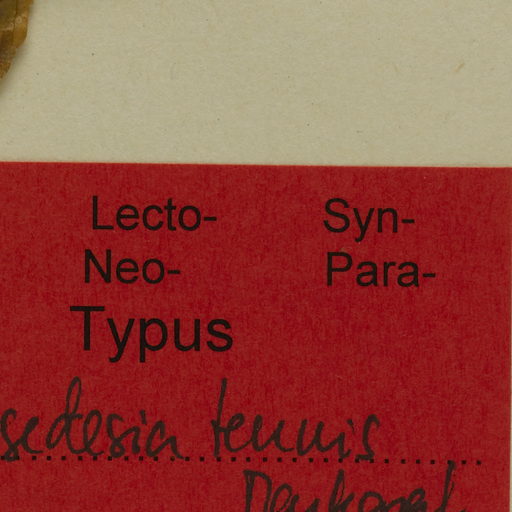 Lecto- Syn-
Neo- Para-
Typus
sedesia tenuis